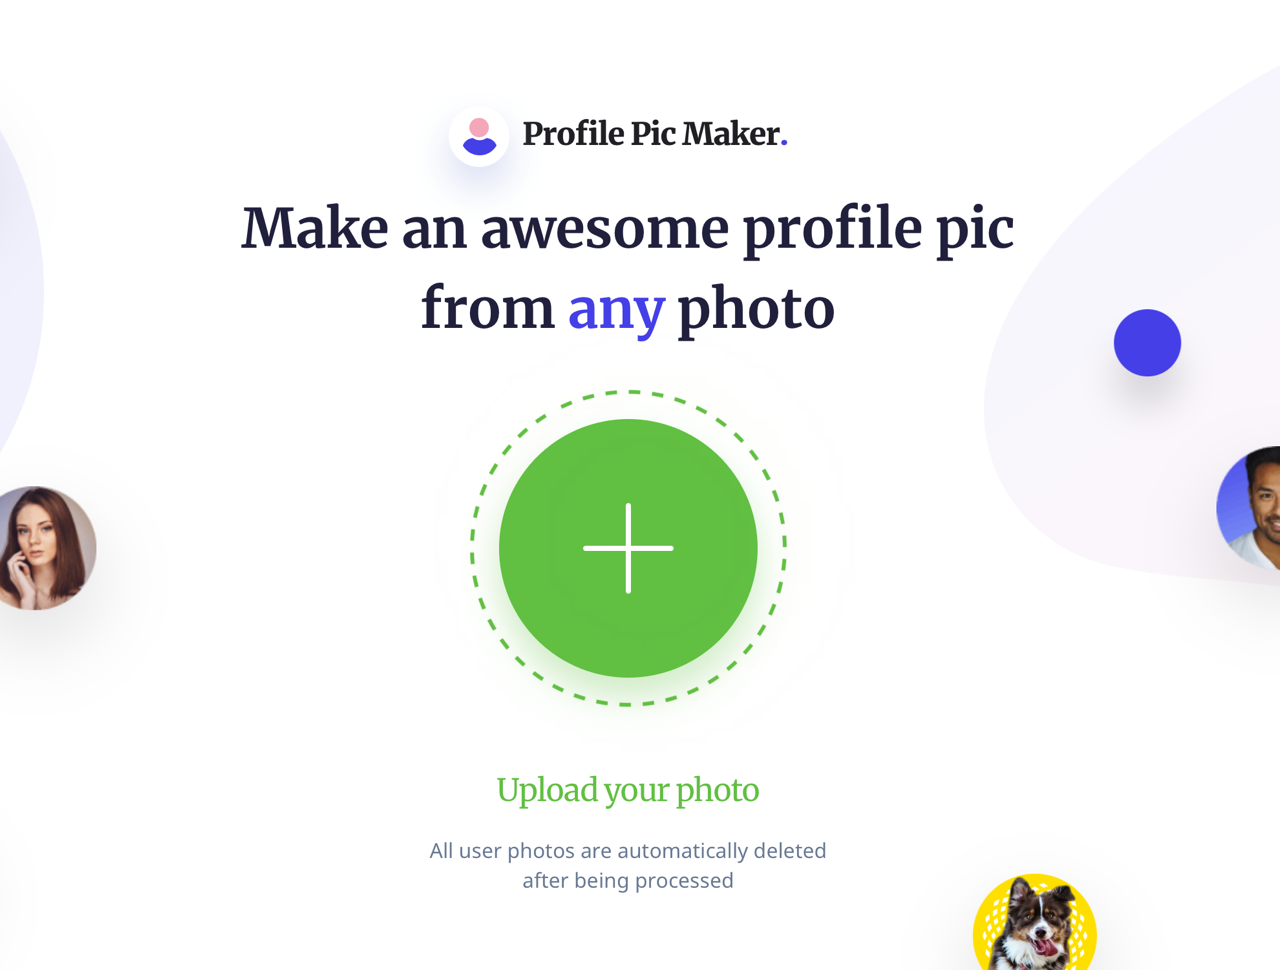 Profile Pic Maker.
Make an awesome profile pic
from any photo
Upload your photo
All user photos are automatically deleted
after being processed